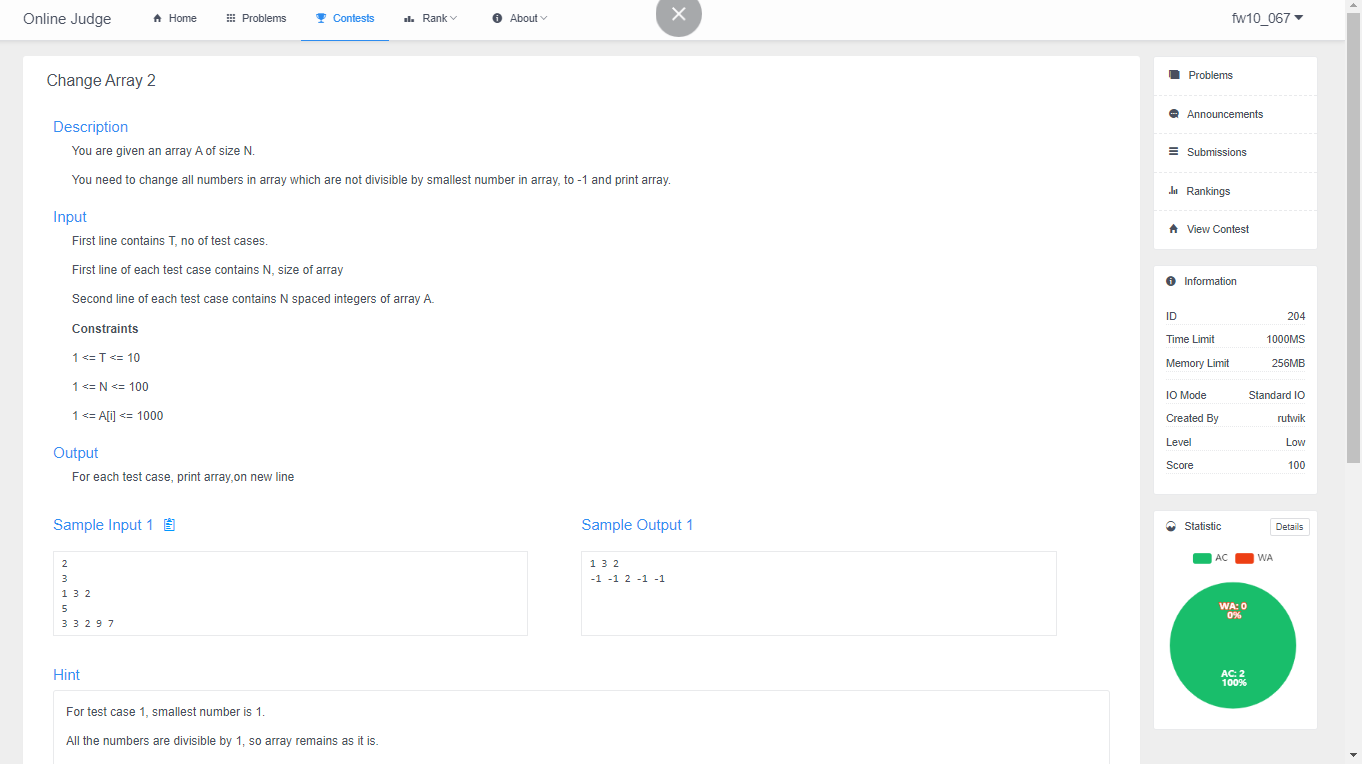 Online Judge
Home
Problems
Contests
Rank
About
fw10_067
Change Array 2
Description
You are given an array A of size N.
You need to change all numbers in array which are not divisible by smallest number in array, to -1 and print array.
Input
First line contains T, no of test cases.
First line of each test case contains N, size of array
Second line of each test case contains N spaced integers of array A.
Constraints
1 <= T <= 10
1 <= N <= 100
1 <= A[i] <= 1000
Output
For each test case, print array,on new line
Sample Input 1
2
3
1 3 2
5
3 3 2 9 7
Sample Output 1
1 3 2
-1 -1 2 -1 -1
Hint
For test case 1, smallest number is 1.
All the numbers are divisible by 1, so array remains as it is.
Problems
Announcements
Submissions
Rankings
View Contest
Information
ID 204
Time Limit 1000MS
Memory Limit 256MB
IO Mode Standard IO
Created By rutwik
Level Low
Score 100
Statistic Details
AC WA
WA: 0
0%
AC: 2
100%